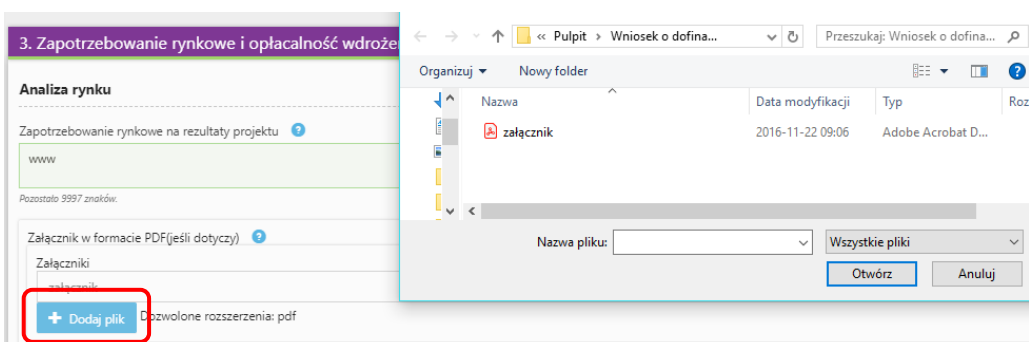 3. Zapotrzebowanie rynkowe i opłacalność wdroże
Analiza rynku
Zapotrzebowanie rynkowe na rezultaty projektu ?
www
Pozostało 9997 znaków.
Załącznik w formacie PDF(jeśli dotyczy) ?
Załączniki
załącznik
+ Dodaj plik Dozwolone rozszerzenia: pdf
« Pulpit › Wniosek o dofina...
Przeszukaj: Wniosek o dofina...
Organizuj Nowy folder
Nazwa Data modyfikacji Typ Roz
załącznik 2016-11-22 09:06 Adobe Acrobat D...
Nazwa pliku: Wszystkie pliki
Otwórz Anuluj